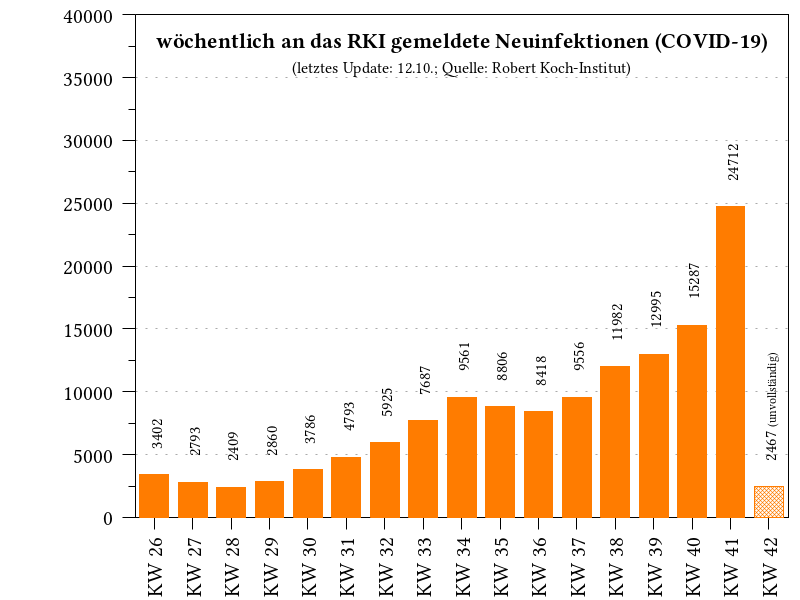 wöchentlich an das RKI gemeldete Neuinfektionen (COVID-19)
(letztes Update: 12.10.; Quelle: Robert Koch-Institut)
40000
35000
30000
25000
20000
15000
10000
5000
0
3402
2793
2409
2860
3786
4793
5925
7687
9561
8806
8418
9556
11982
12995
15287
24712
2467 (unvollständig)
KW 26
KW 27
KW 28
KW 29
KW 30
KW 31
KW 32
KW 33
KW 34
KW 35
KW 36
KW 37
KW 38
KW 39
KW 40
KW 41
KW 42